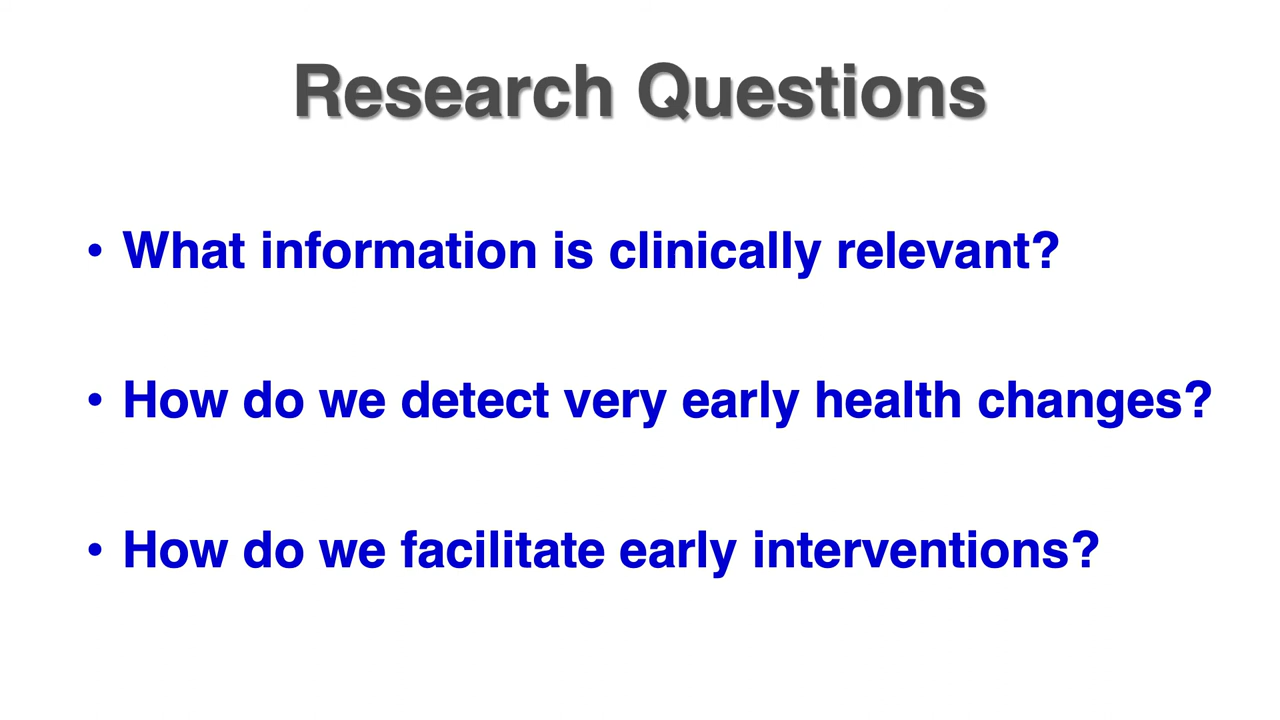 Research Questions
• What information is clinically relevant?
• How do we detect very early health changes?
• How do we facilitate early interventions?